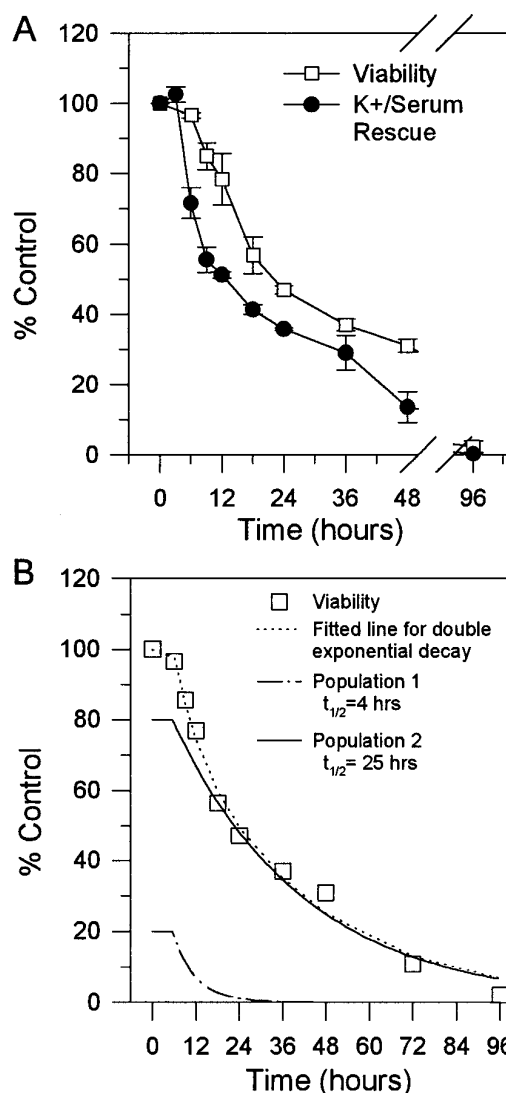 A
120
100
80
60
40
20
0
% Control
Viability
K+/Serum
Rescue
0 12 24 36 48 96
Time (hours)
B
120
100
80
60
40
20
0
% Control
Viability
Fitted line for double
exponential decay
Population 1
t1/2=4 hrs
Population 2
t1/2= 25 hrs
0 12 24 36 48 60 72 84 96
Time (hours)